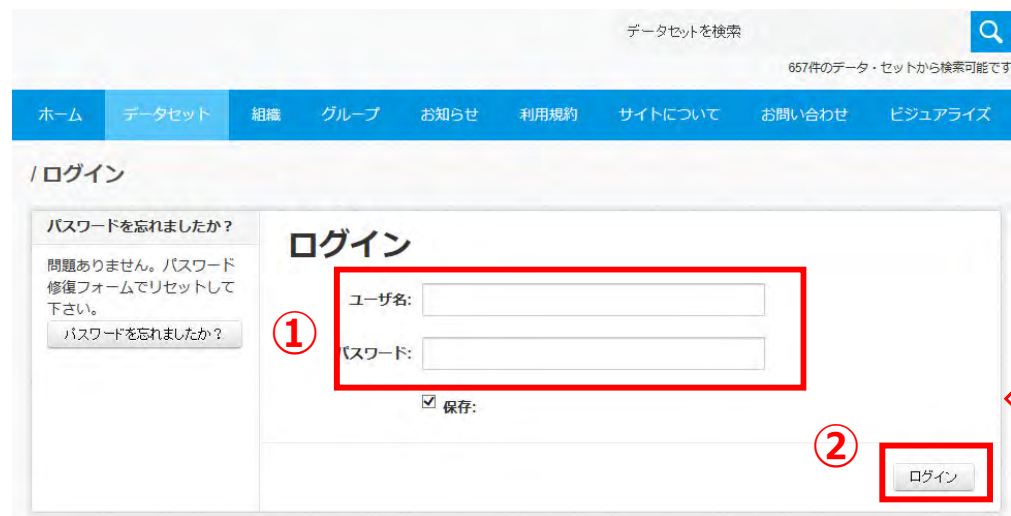 データセットを検索
657件のデータ・セットから検索可能です
ホーム データセット 組織 グループ お知らせ 利用規約 サイトについて お問い合わせ ビジュアライズ
/ ログイン
パスワードを忘れましたか?
問題ありません。パスワード
修復フォームでリセットして
下さい。
パスワードを忘れましたか?
ログイン
①
ユーザ名:
パスワード:
保存:
②
ログイン